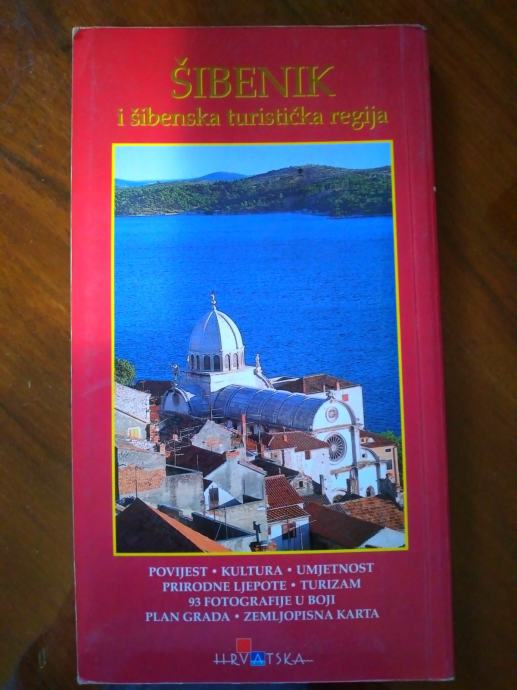 ŠIBENIK
i šibenska turistička regija
POVIJEST • KULTURA • UMJETNOST
PRIRODNE LJEPOTE • TURIZAM
93 FOTOGRAFIJE U BOJI
PLAN GRADA • ZEMLJOPISNA KARTA
HRVATSKA